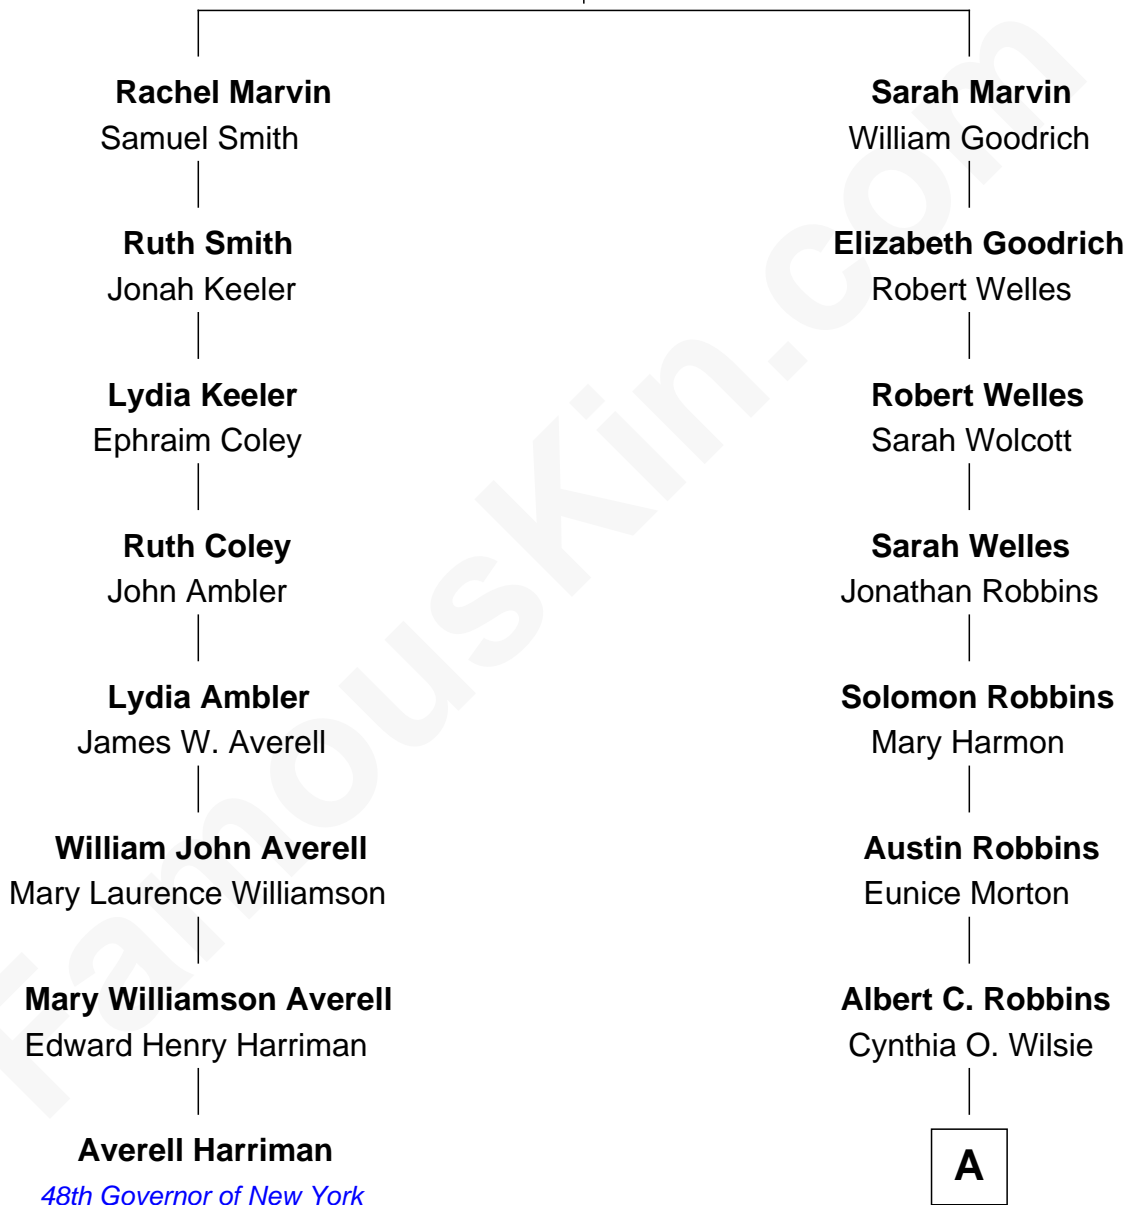 Rachel Marvin
Samuel Smith
Sarah Marvin
William Goodrich
Ruth Smith
Jonah Keeler
Elizabeth Goodrich
Robert Welles
Lydia Keeler
Ephraim Coley
Robert Welles
Sarah Wolcott
Ruth Coley
John Ambler
Sarah Welles
Jonathan Robbins
Lydia Ambler
James W. Averell
Solomon Robbins
Mary Harmon
William John Averell
Mary Laurence Williamson
Austin Robbins
Eunice Morton
Mary Williamson Averell
Edward Henry Harriman
Albert C. Robbins
Cynthia O. Wilsie
Averell Harriman
48th Governor of New York
A
FamousKin.com